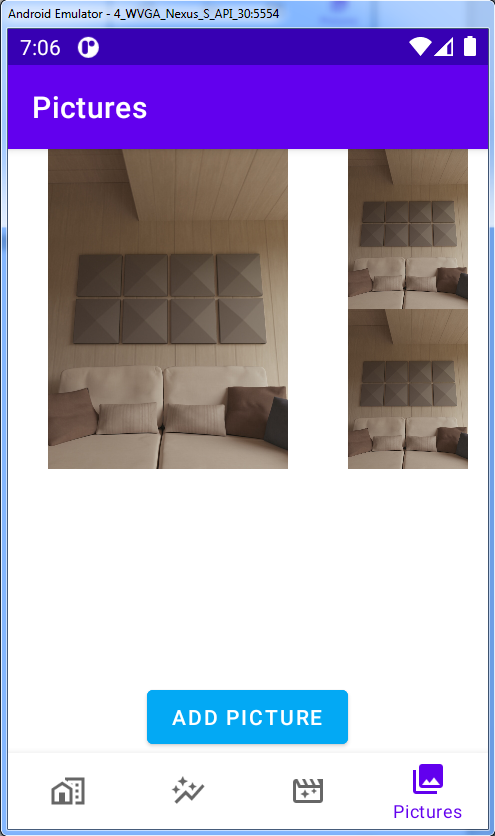 Android Emulator - 4_WVGA_Nexus_S_API_30:5554
7:06
Pictures
ADD PICTURE
Pictures